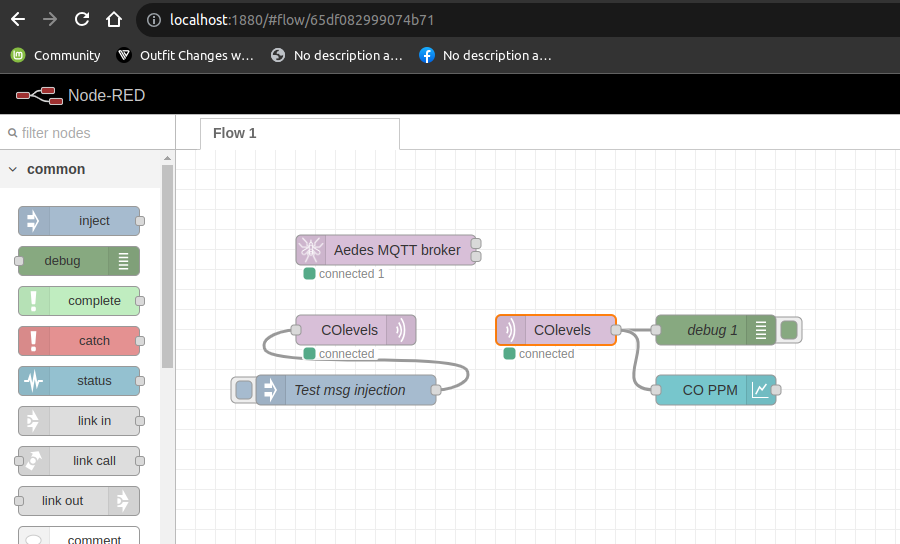 localhost:1880/#flow/65df082999074b71
Community Outfit Changes w... No description a... No description a...
Node-RED
filter nodes
Flow 1
common
inject
debug
complete
catch
status
link in
link call
link out
comment
Aedes MQTT broker
connected 1
COlevels
connected
Test msg injection
COlevels
connected
debug 1
CO PPM